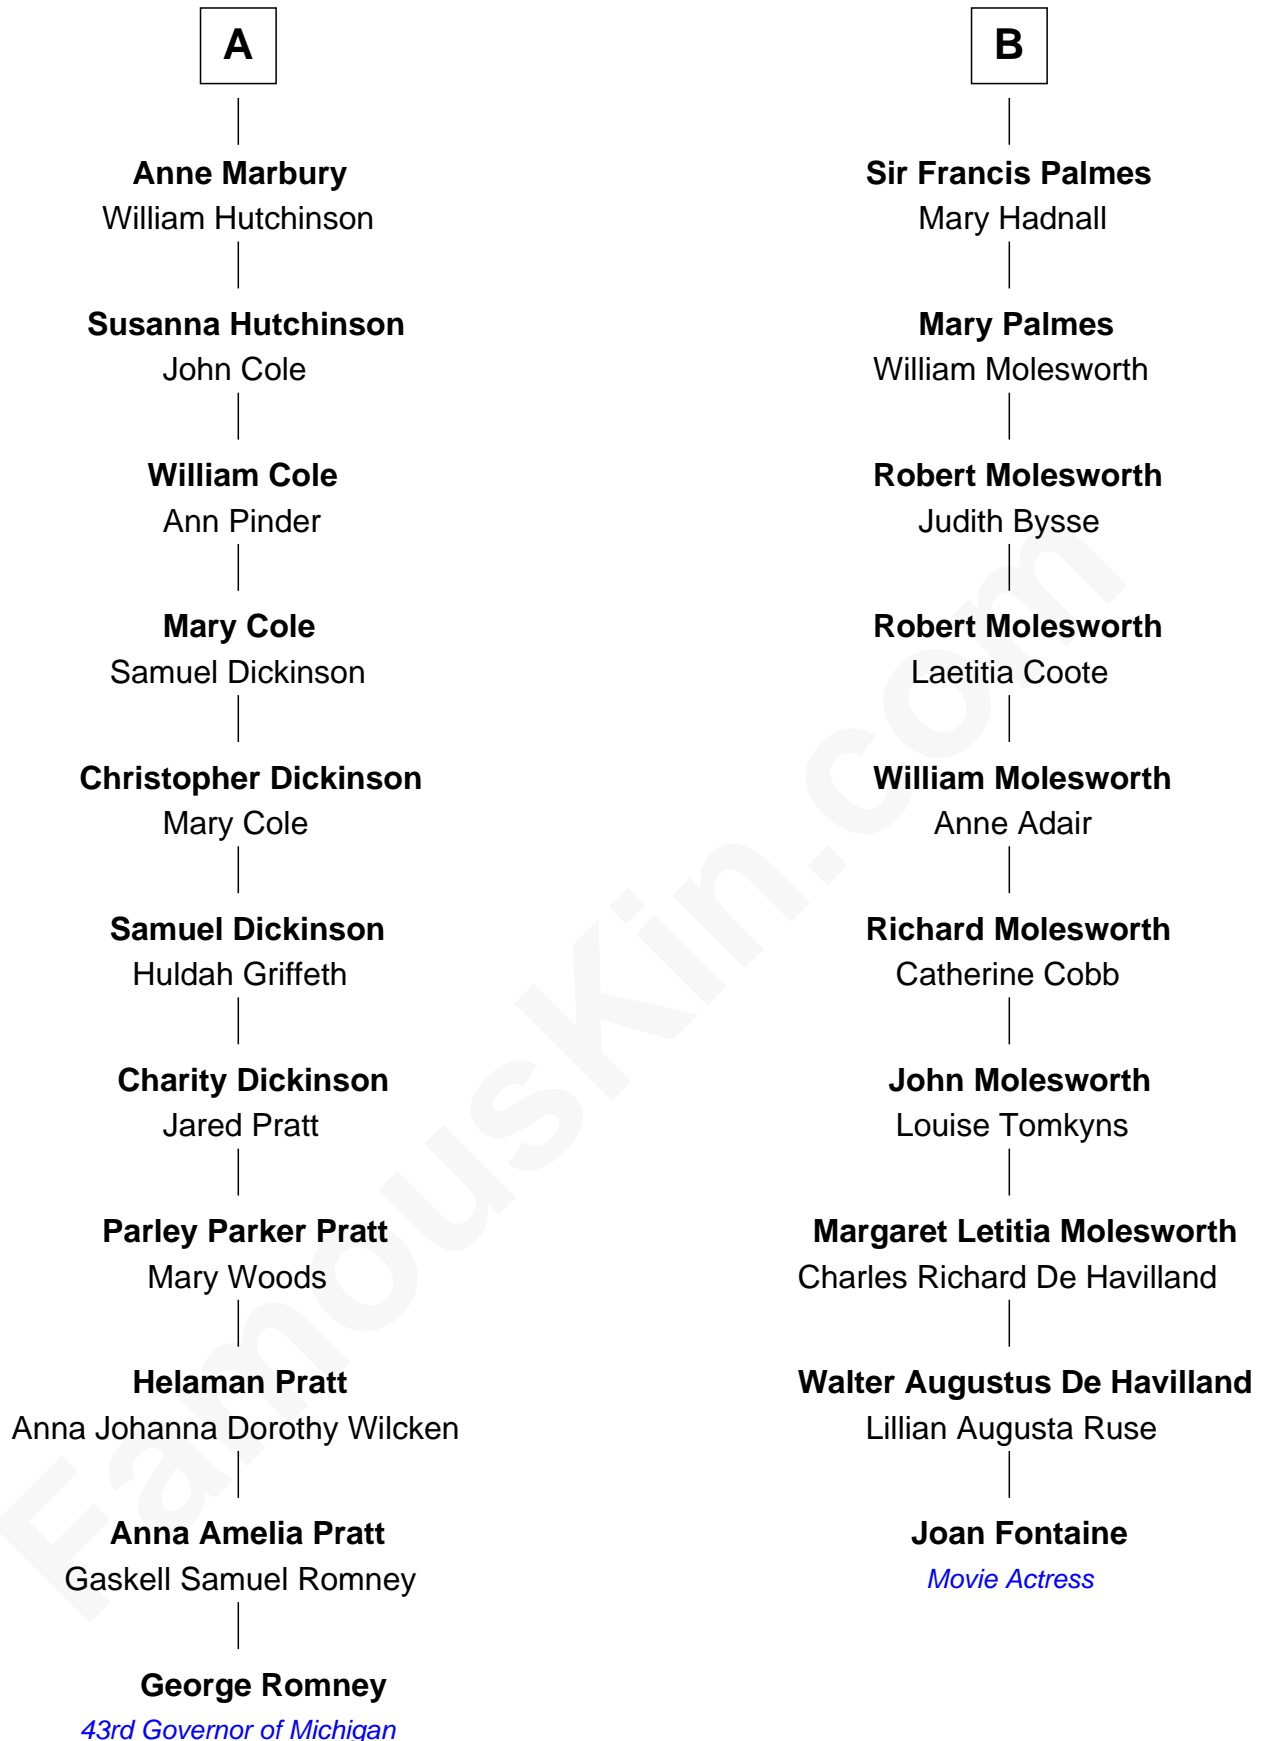 A
Anne Marbury
William Hutchinson
Susanna Hutchinson
John Cole
William Cole
Ann Pinder
Mary Cole
Samuel Dickinson
Christopher Dickinson
Mary Cole
Samuel Dickinson
Huldah Griffeth
Charity Dickinson
Jared Pratt
Parley Parker Pratt
Mary Woods
Helaman Pratt
Anna Johanna Dorothy Wilcken
Anna Amelia Pratt
Gaskell Samuel Romney
George Romney
43rd Governor of Michigan
B
Sir Francis Palmes
Mary Hadnall
Mary Palmes
William Molesworth
Robert Molesworth
Judith Bysse
Robert Molesworth
Laetitia Coote
William Molesworth
Anne Adair
Richard Molesworth
Catherine Cobb
John Molesworth
Louise Tomkyns
Margaret Letitia Molesworth
Charles Richard De Havilland
Walter Augustus De Havilland
Lillian Augusta Ruse
Joan Fontaine
Movie Actress
FamousKin.com